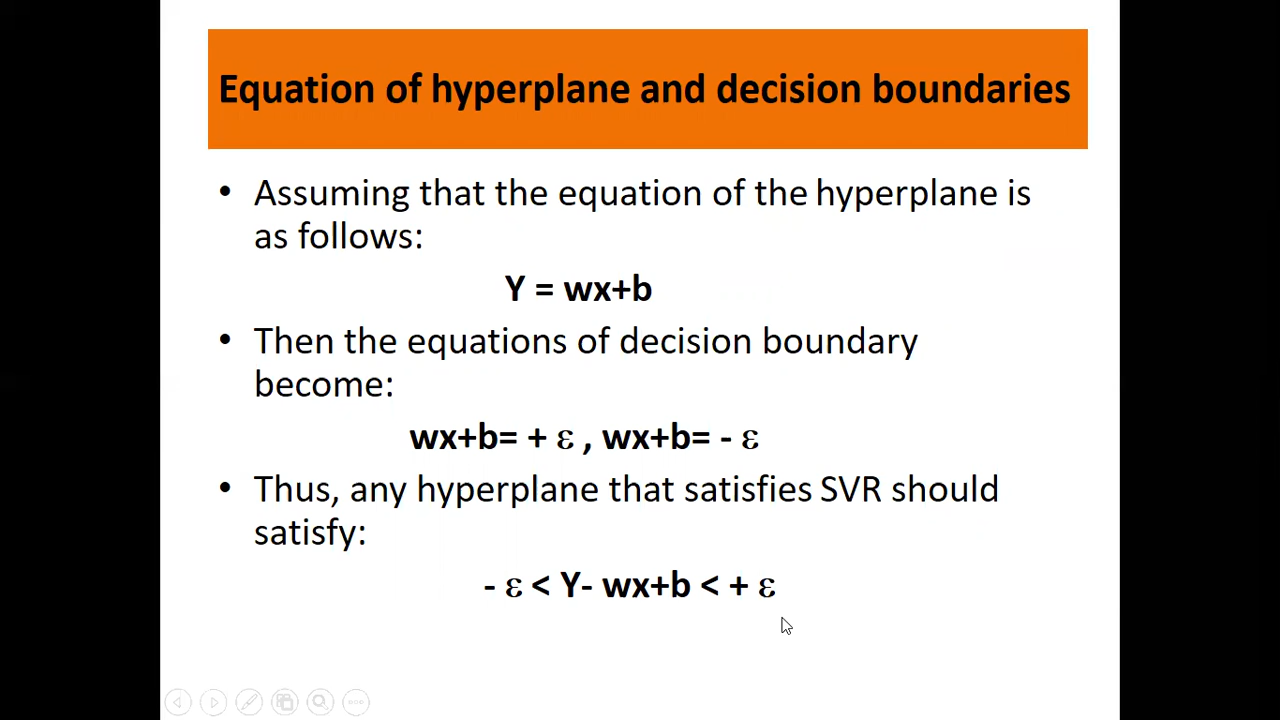 Equation of hyperplane and decision boundaries
• Assuming that the equation of the hyperplane is
as follows:
Y = wx+b
• Then the equations of decision boundary
become:
wx+b= + ε , wx+b= - ε
• Thus, any hyperplane that satisfies SVR should
satisfy:
- ε < Y- wx+b < + ε